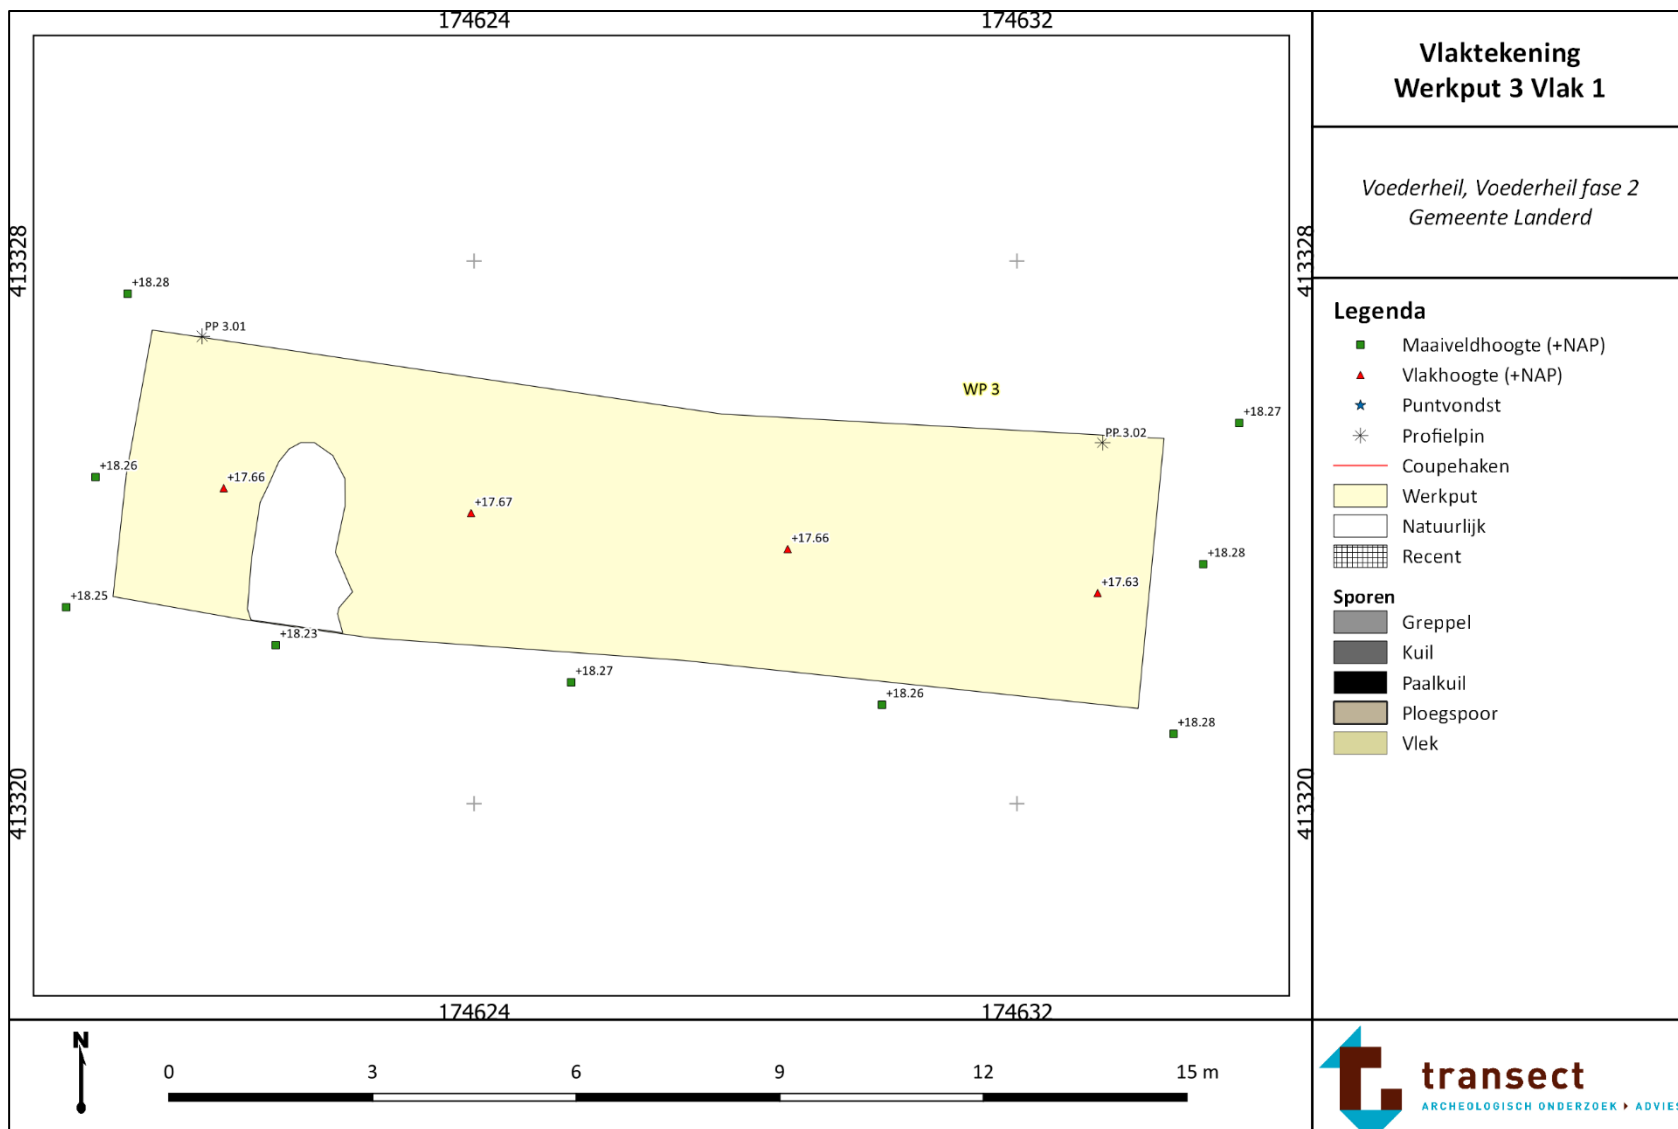 174624
174632
Vlaktekening
Werkput 3 Vlak 1
Voederheil, Voederheil fase 2
Gemeente Landerd
413328
413328
+18.28
PP 3.01
WP 3
+18.27
PP 3.02
+18.26
+17.66
+17.67
+17.66
+18.28
+17.63
+18.25
+18.23
+18.27
+18.26
+18.28
413320
413320
174624
174632
Legenda
Maaiveldhoogte (+NAP)
Vlakhoogte (+NAP)
Puntvondst
Profielpin
Coupehaken
Werkput
Natuurlijk
Recent
Sporen
Greppel
Kuil
Paalkuil
Ploegspoor
Vlek
N
0 3 6 9 12 15 m
transect
ARCHEOLOGISCH ONDERZOEK ▸ ADVIES